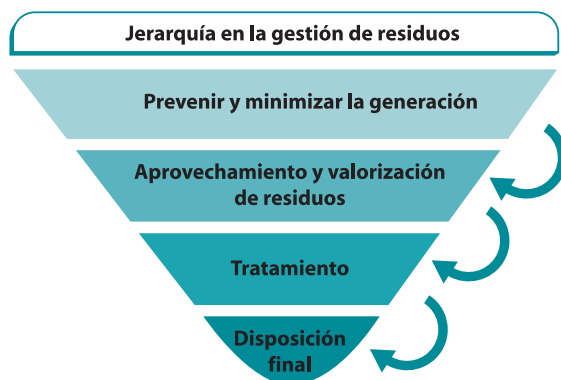 Jerarquía en la gestión de residuos
Prevenir y minimizar la generación
Aprovechamiento y valorización
de residuos
Tratamiento
Disposición
final